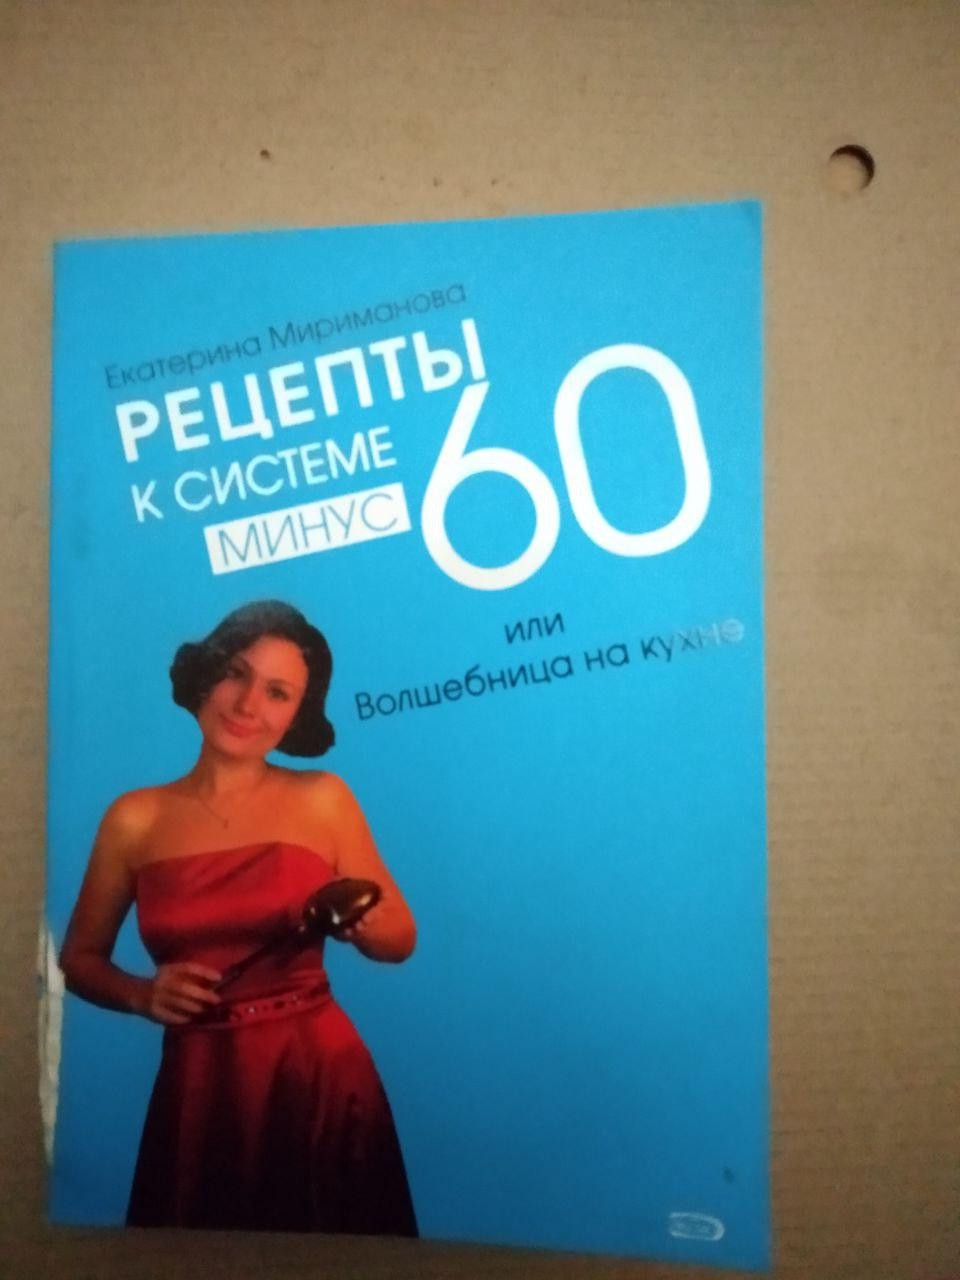 Екатерина Мириманова
РЕЦЕПТЫ
К СИСТЕМЕ
МИНУС
60
или
Волшебница на кухне